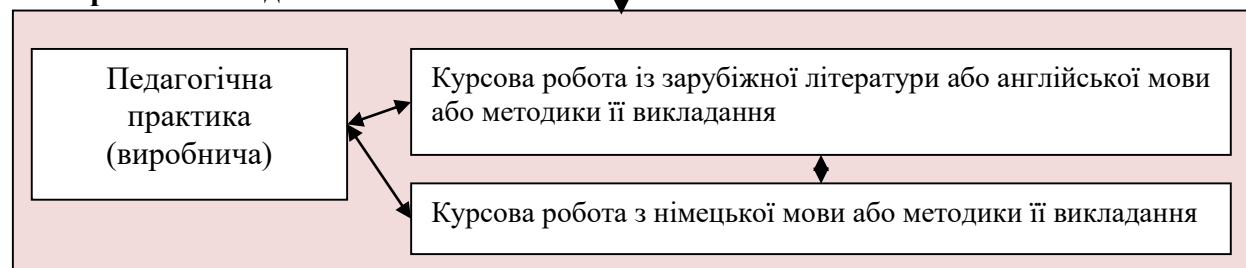 Педагогічна
практика
(виробнича)
Курсова робота із зарубіжної літератури або англійської мови
або методики її викладання
Курсова робота з німецької мови або методики її викладання